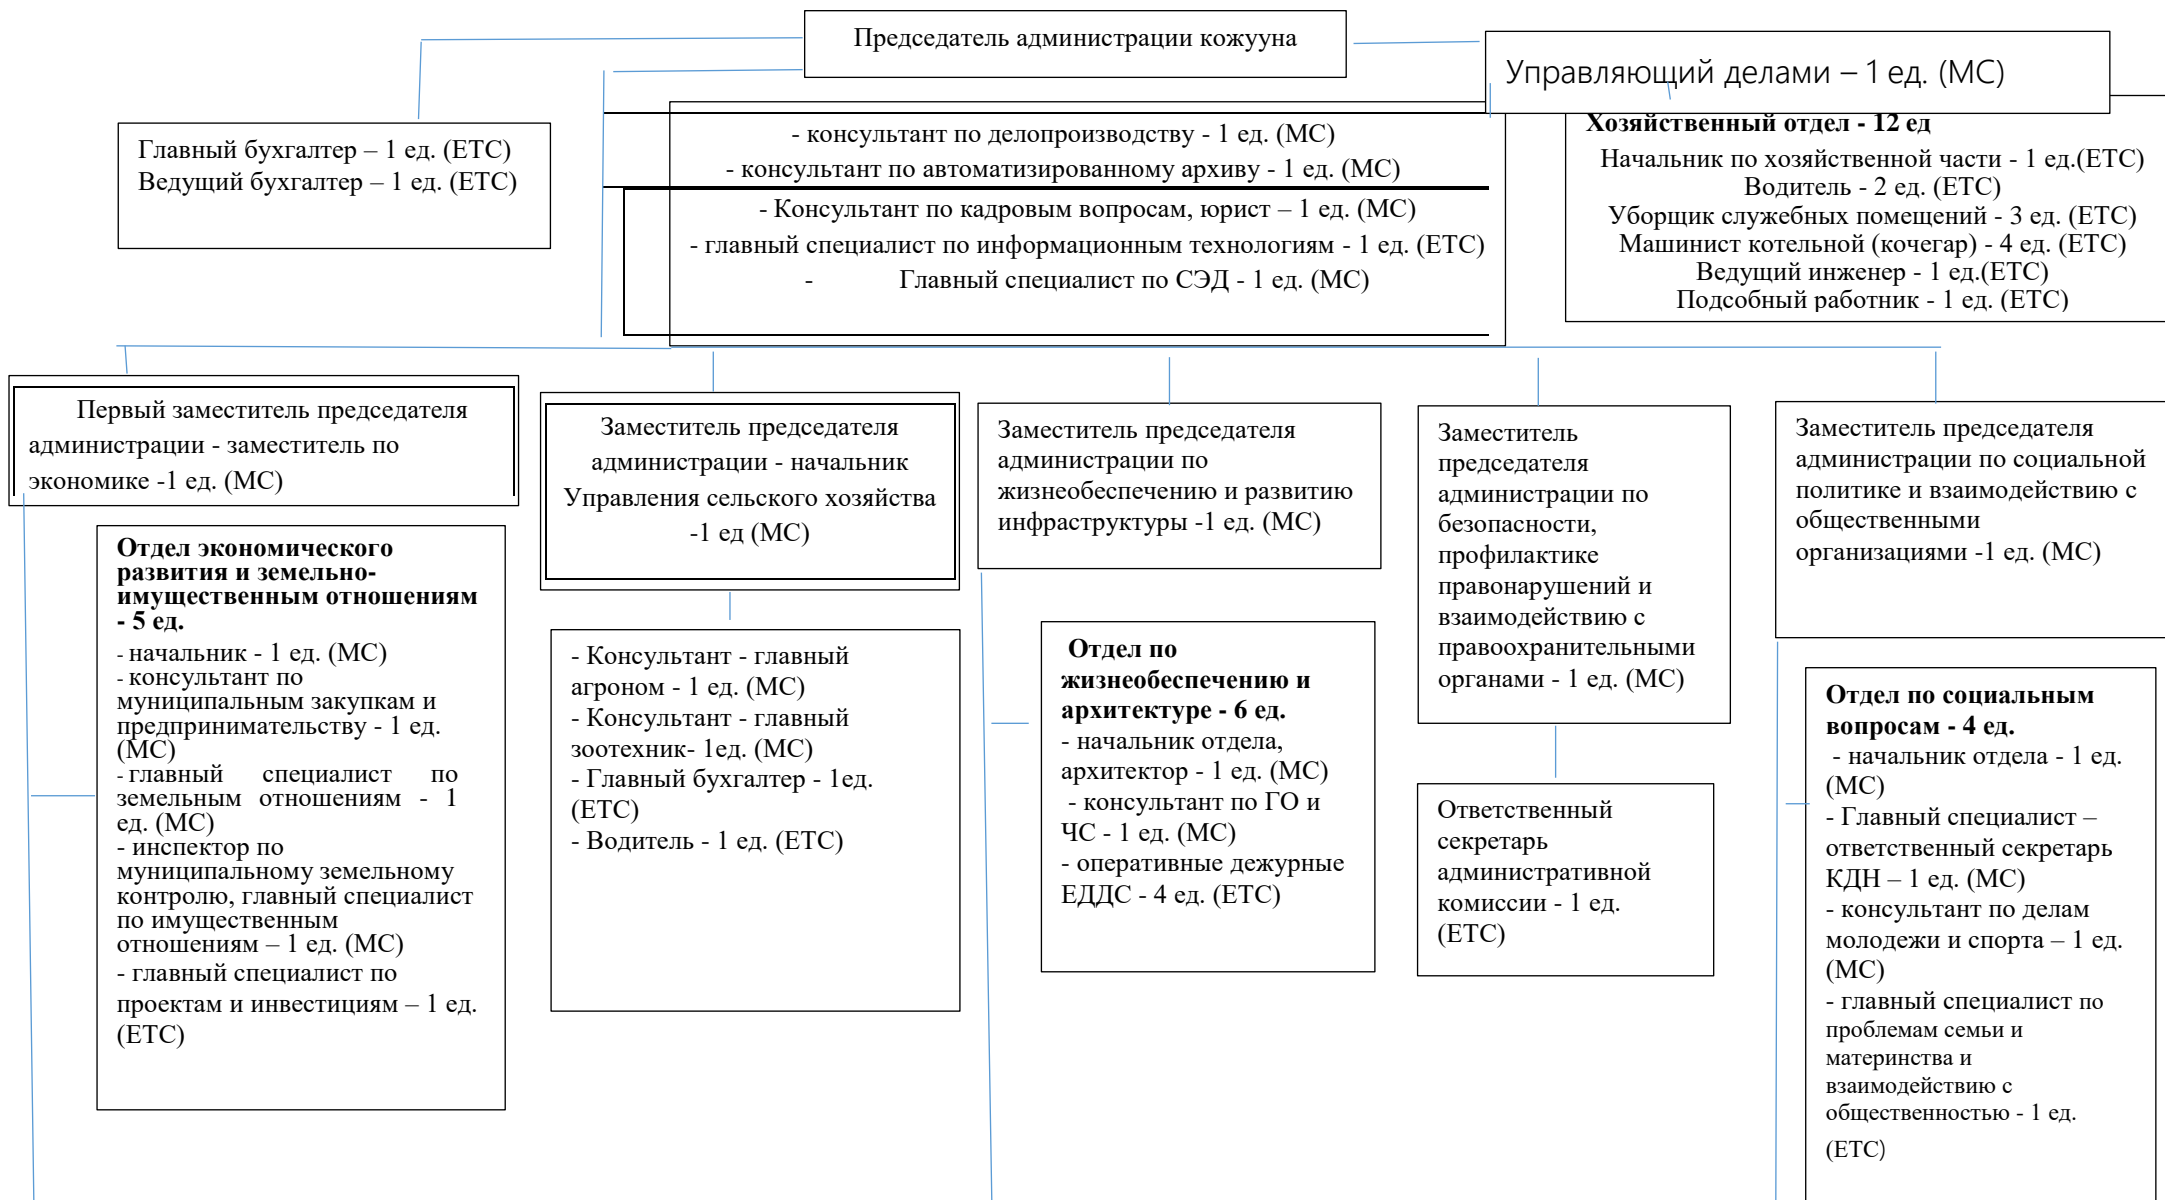 Председатель администрации кожууна
Управляющий делами – 1 ед. (МС)
Главный бухгалтер – 1 ед. (ЕТС)
Ведущий бухгалтер – 1 ед. (ЕТС)
- консультант по делопроизводству - 1 ед. (МС)
- консультант по автоматизированному архиву - 1 ед. (МС)
- Консультант по кадровым вопросам, юрист – 1 ед. (МС)
- главный специалист по информационным технологиям - 1 ед. (ЕТС)
- Главный специалист по СЭД - 1 ед. (МС)
Хозяйственный отдел - 12 ед
Начальник по хозяйственной части - 1 ед.(ЕТС)
Водитель - 2 ед. (ЕТС)
Уборщик служебных помещений - 3 ед. (ЕТС)
Машинист котельной (кочегар) - 4 ед. (ЕТС)
Ведущий инженер - 1 ед.(ЕТС)
Подсобный работник - 1 ед. (ЕТС)
Первый заместитель председателя
администрации - заместитель по
экономике -1 ед. (МС)
Заместитель председателя
администрации - начальник
Управления сельского хозяйства
-1 ед (МС)
Заместитель председателя
администрации по
жизнеобеспечению и развитию
инфраструктуры -1 ед. (МС)
Заместитель
председателя
администрации по
безопасности,
профилактике
правонарушений и
взаимодействию с
правоохранительными
органами - 1 ед. (МС)
Заместитель председателя
администрации по социальной
политике и взаимодействию с
общественными
организациями -1 ед. (МС)
Отдел экономического
развития и земельно-
имущественным отношениям
- 5 ед.
- начальник - 1 ед. (МС)
- консультант по
муниципальным закупкам и
предпринимательству - 1 ед.
(МС)
- главный специалист по
земельным отношениям - 1
ед. (МС)
- инспектор по
муниципальному земельному
контролю, главный специалист
по имущественным
отношениям – 1 ед. (МС)
- главный специалист по
проектам и инвестициям – 1 ед.
(ЕТС)
- Консультант - главный
агроном - 1 ед. (МС)
- Консультант - главный
зоотехник- 1ед. (МС)
- Главный бухгалтер - 1ед.
(ЕТС)
- Водитель - 1 ед. (ЕТС)
Отдел по
жизнеобеспечению и
архитектуре - 6 ед.
- начальник отдела,
архитектор - 1 ед. (МС)
- консультант по ГО и
ЧС - 1 ед. (МС)
- оперативные дежурные
ЕДДС - 4 ед. (ЕТС)
Ответственный
секретарь
административной
комиссии - 1 ед.
(ЕТС)
Отдел по социальным
вопросам - 4 ед.
- начальник отдела - 1 ед.
(МС)
- Главный специалист –
ответственный секретарь
КДН – 1 ед. (МС)
- консультант по делам
молодежи и спорта – 1 ед.
(МС)
- главный специалист по
проблемам семьи и
материнства и
взаимодействию с
общественностью - 1 ед.
(ЕТС)